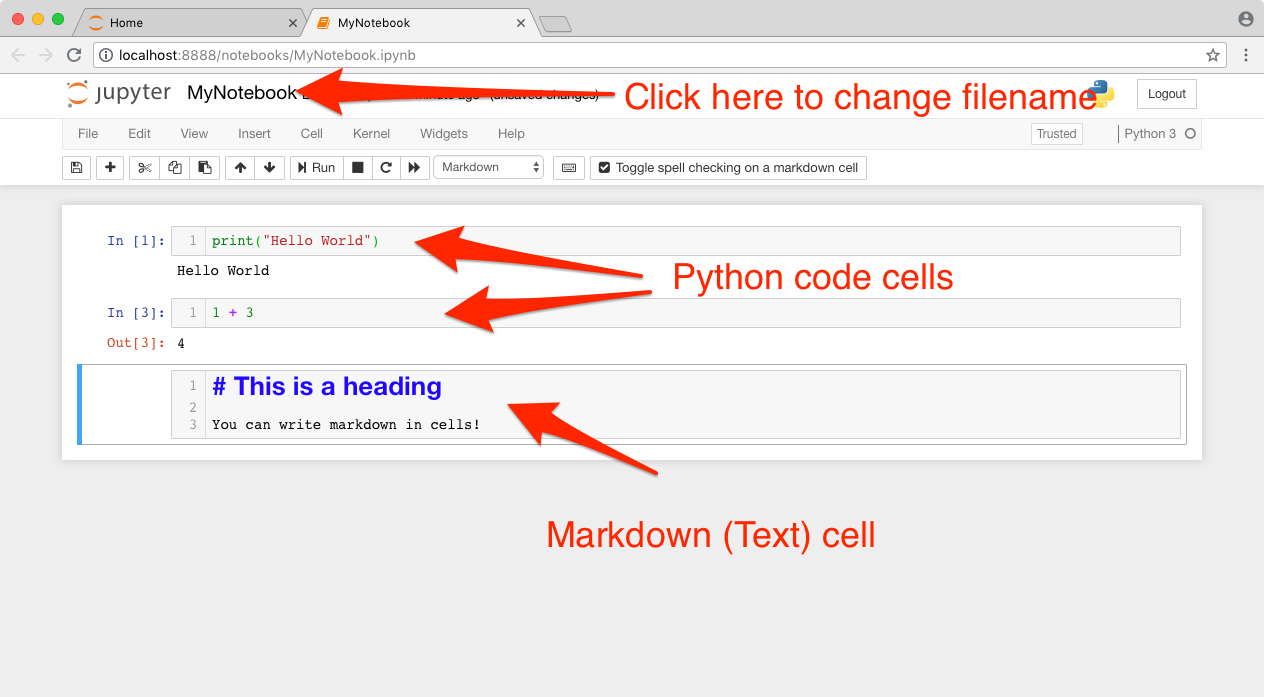 Home
MyNotebook
localhost:8888/notebooks/MyNotebook.ipynb
jupyter MyNotebook (unsaved changes)
Click here to change filename
Logout
File Edit View Insert Cell Kernel Widgets Help
Trusted
Python 3
Run
Markdown
Toggle spell checking on a markdown cell
In [1]: 1 print("Hello World")
Hello World
Python code cells
In [3]: 1 1 + 3
Out[3]: 4
1 # This is a heading
2
3 You can write markdown in cells!
Markdown (Text) cell